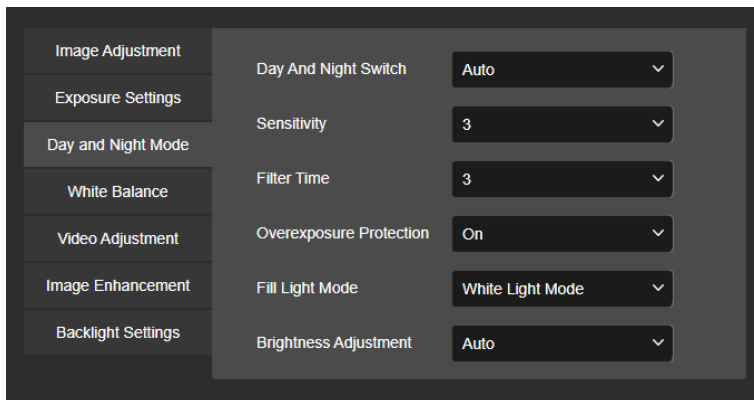 Image Adjustment
Exposure Settings
Day and Night Mode
White Balance
Video Adjustment
Image Enhancement
Backlight Settings
Day And Night Switch Auto
Sensitivity 3
Filter Time 3
Overexposure Protection On
Fill Light Mode White Light Mode
Brightness Adjustment Auto